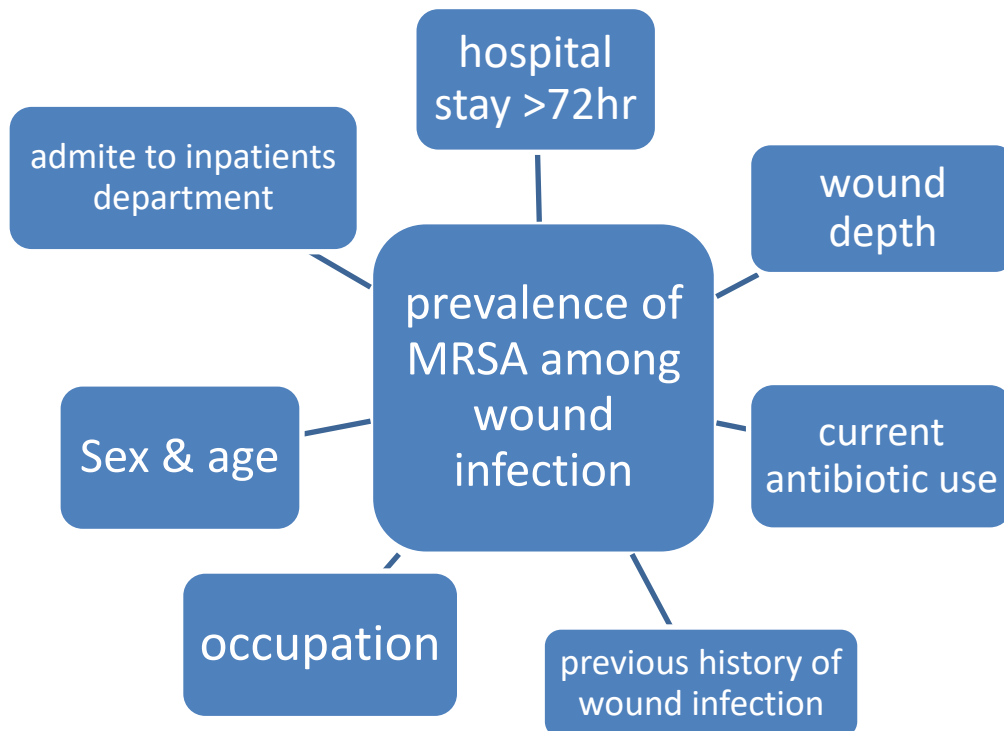 hospital
stay >72hr
admite to inpatients
department
wound
depth
prevalence of
MRSA among
wound
infection
Sex & age
current
antibiotic use
occupation
previous history of
wound infection